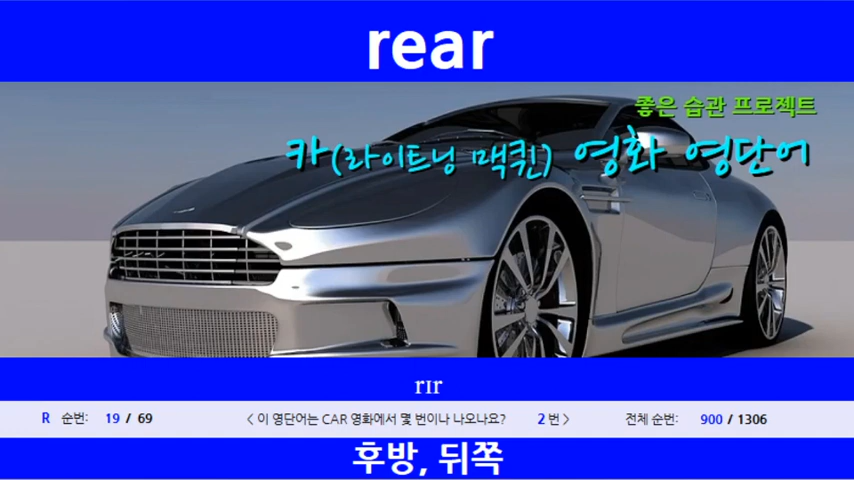 rear
좋은 습관 프로젝트
카(라이트닝 맥퀸) 영화 영단어
rɪr
R 순번: 19 / 69 < 이 영단어는 CAR 영화에서 몇 번이나 나오나요? 2 번 > 전체 순번: 900 / 1306
후방, 뒤쪽